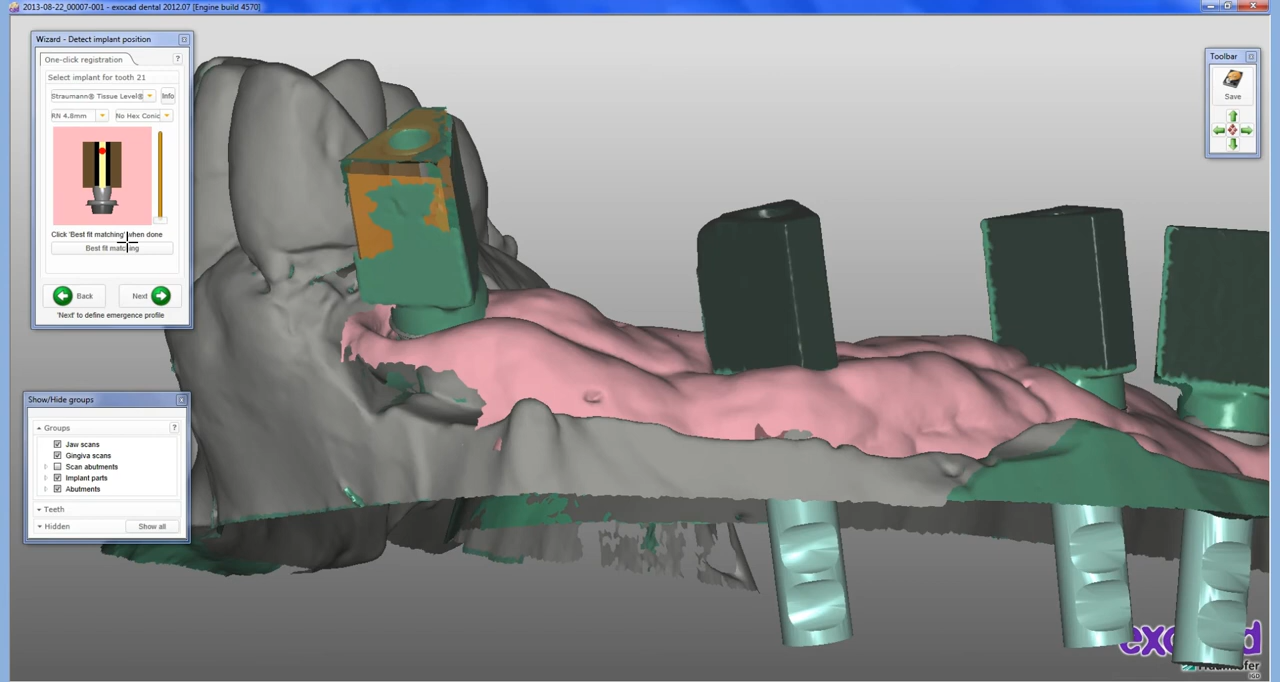 2013-08-22_00007-001 - exocad dental 2012.07 [Engine build 4570]
Wizard - Detect implant position
One-click registration
?
Select implant for tooth 21
Straumann® Tissue Level®
Info
RN 4.8mm
No Hex Conic
Click 'Best fit matching' when done
Best fit matching
Back
Next
'Next' to define emergence profile
Toolbar
Save
Show/Hide groups
Groups
?
Jaw scans
Gingiva scans
Scan abutments
Implant parts
Abutments
Teeth
Hidden
Show all
IGD